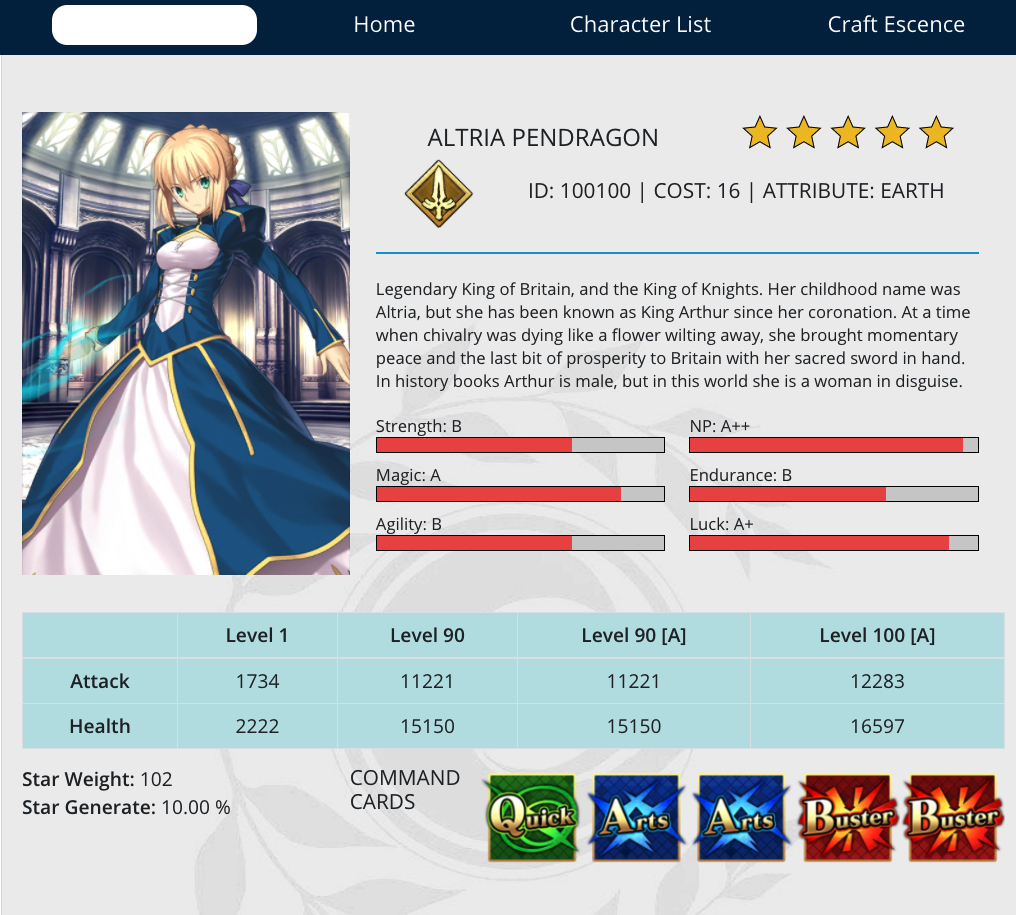 Home Character List Craft Escence
ALTRIA PENDRAGON
ID: 100100 | COST: 16 | ATTRIBUTE: EARTH
Legendary King of Britain, and the King of Knights. Her childhood name was
Altria, but she has been known as King Arthur since her coronation. At a time
when chivalry was dying like a flower wilting away, she brought momentary
peace and the last bit of prosperity to Britain with her sacred sword in hand.
In history books Arthur is male, but in this world she is a woman in disguise.
Strength: B NP: A++
Magic: A Endurance: B
Agility: B Luck: A+
Level 1 Level 90 Level 90 [A] Level 100 [A]
Attack 1734 11221 11221 12283
Health 2222 15150 15150 16597
Star Weight: 102
Star Generate: 10.00 %
COMMAND
CARDS
Quick Arts Arts Buster Buster